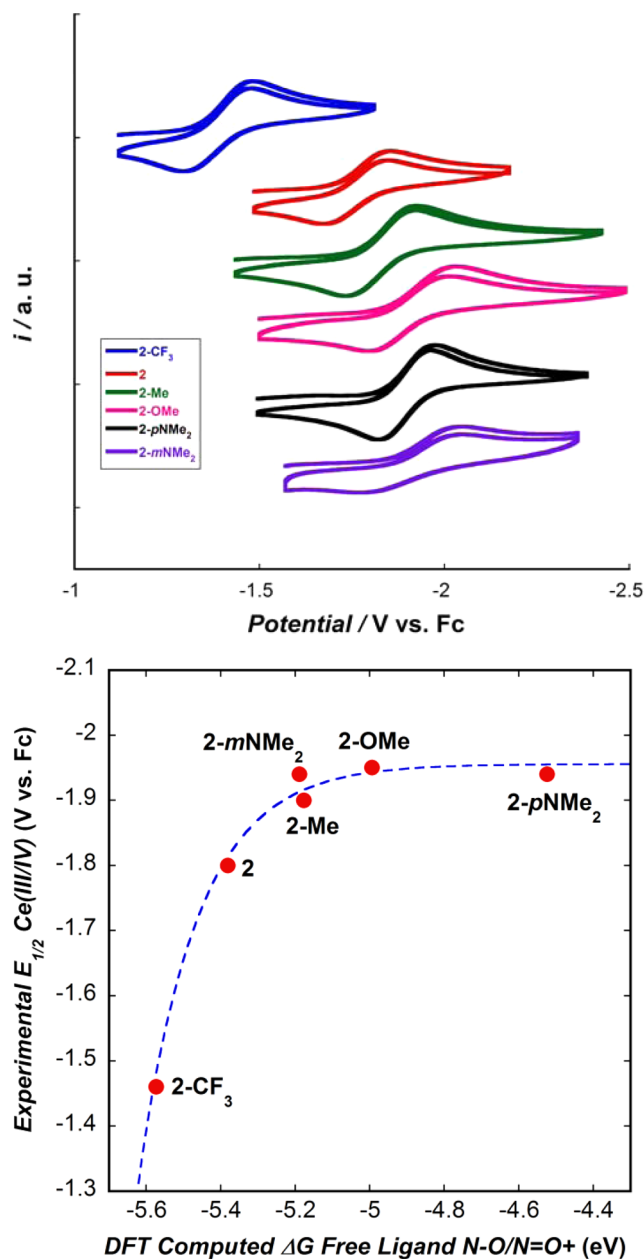 i / a. u.
2-CF₃
2
2-Me
2-OMe
2-pNMe₂
2-mNMe₂
-1
-1.5
-2
-2.5
Potential / V vs. Fc
-2.1
-2
-1.9
-1.8
-1.7
-1.6
-1.5
-1.4
-1.3
Experimental E1/2 Ce(III/IV) (V vs. Fc)
2-mNMe₂
2-OMe
2-Me
2-pNMe₂
2
2-CF₃
-5.6
-5.4
-5.2
-5
-4.8
-4.6
-4.4
DFT Computed ΔG Free Ligand N-O/N=O+ (eV)